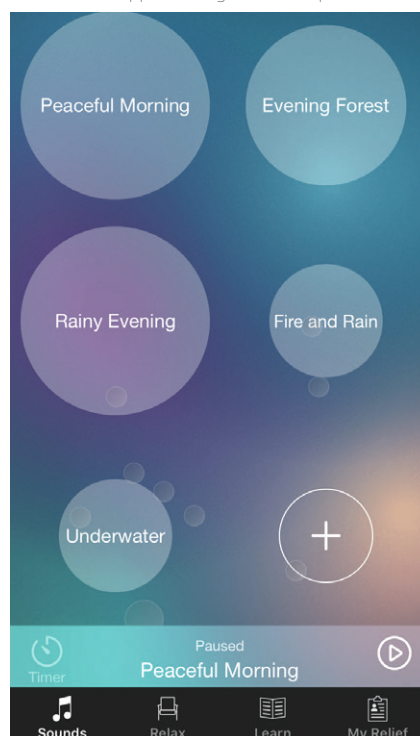 Peaceful Morning
Evening Forest
Rainy Evening
Fire and Rain
Underwater
Timer
Paused
Peaceful Morning
Sounds
Relax
Learn
My Relief